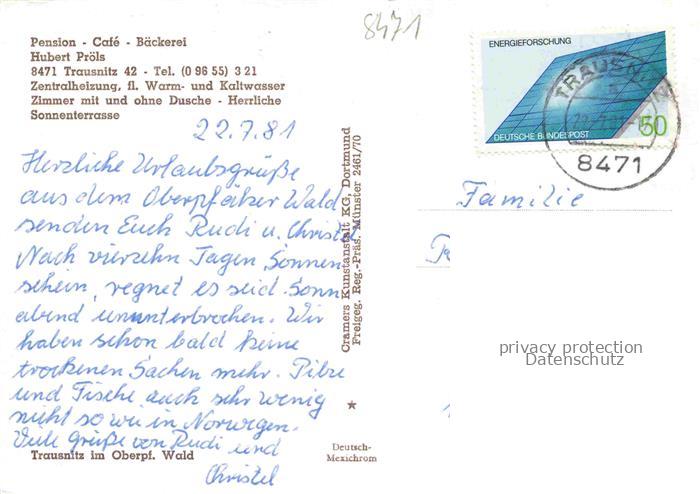 8471
Pension - Café - Bäckerei
Hubert Pröls
8471 Trausnitz 42 - Tel. (0 96 55) 3 21
Zentralheizung, fl. Warm- und Kaltwasser
Zimmer mit und ohne Dusche - Herrliche
Sonnenterrasse
22.7.81
Herzliche Urlaubsgrüße
aus dem Oberpfälzer Wald
senden Euch Rudi u. Christel
Nach vierzehn Tagen Sonnen
schein, regnet es seid Sonn
abend ununterbrochen. Wir
haben schon bald keine
trockenen Sachen mehr. Pilze
und Fische auch sehr wenig
nicht so wie in Norwegen.
Viele Grüße von Rudi und
Christel
Trausnitz im Oberpf. Wald
Cramers Kunstanstalt KG, Dortmund
Freigeg. Reg.-Präs. Münster 2461/70
Deutsch-
Mexichrom
ENERGIEFORSCHUNG
DEUTSCHE BUNDESPOST
50
TRAUSN
8471
Familie
privacy protection
Datenschutz